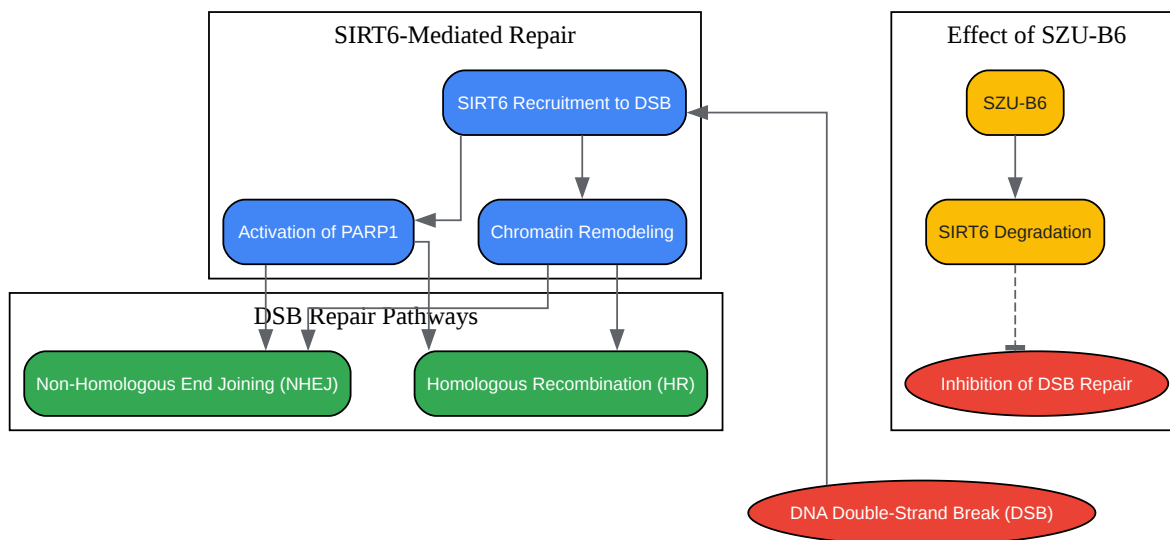 SIRT6-Mediated Repair
SIRT6 Recruitment to DSB
Activation of PARP1
Chromatin Remodeling
DSB Repair Pathways
Non-Homologous End Joining (NHEJ)
Homologous Recombination (HR)
Effect of SZU-B6
SZU-B6
SIRT6 Degradation
Inhibition of DSB Repair
DNA Double-Strand Break (DSB)